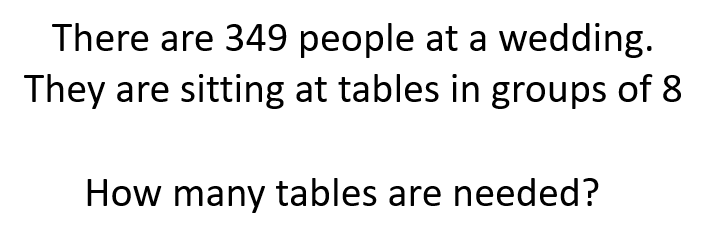 There are 349 people at a wedding.
They are sitting at tables in groups of 8
How many tables are needed?